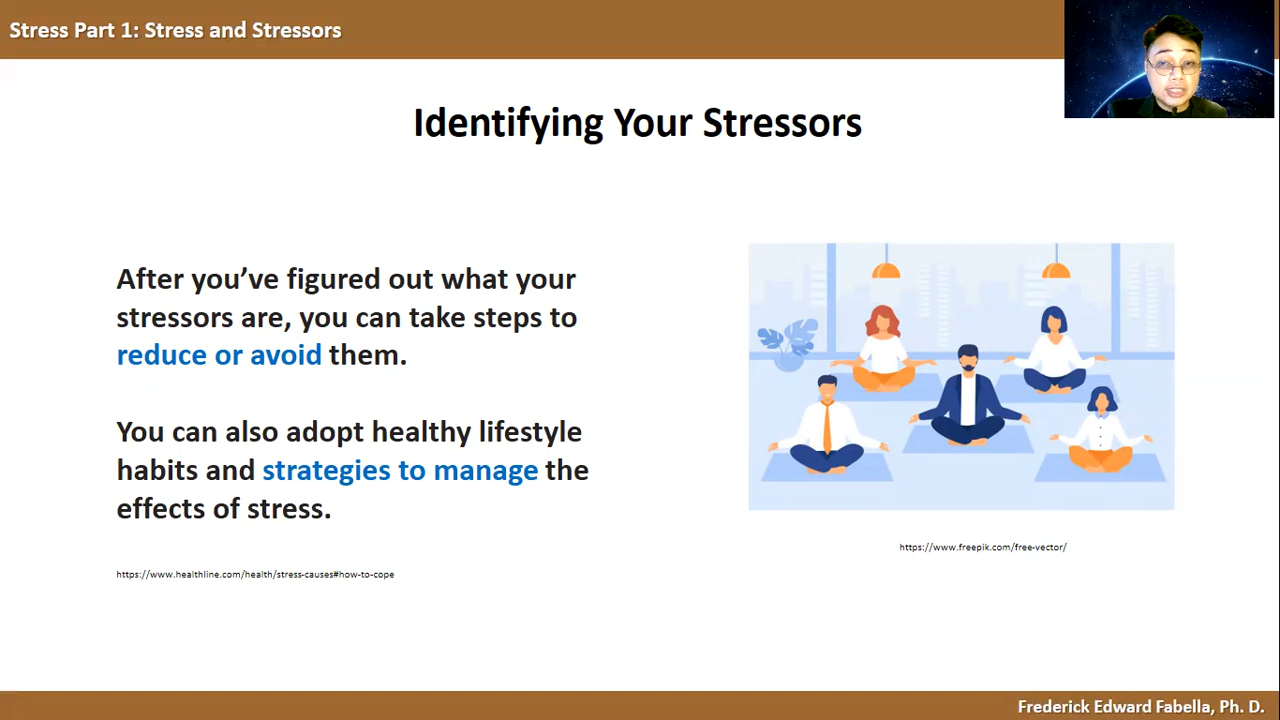 Stress Part 1: Stress and Stressors
Identifying Your Stressors
After you’ve figured out what your
stressors are, you can take steps to
reduce or avoid them.
You can also adopt healthy lifestyle
habits and strategies to manage the
effects of stress.
https://www.healthline.com/health/stress-causes#how-to-cope
https://www.freepik.com/free-vector/
Frederick Edward Fabella, Ph. D.